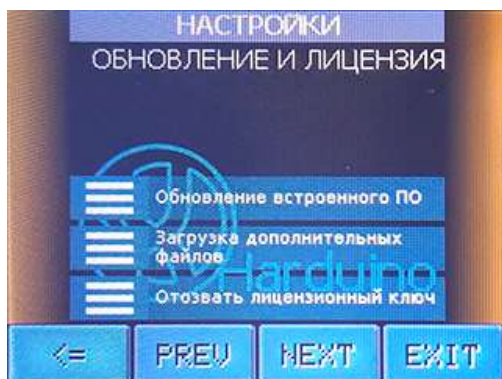 НАСТРОЙКИ
ОБНОВЛЕНИЕ И ЛИЦЕНЗИЯ
Обновление встроенного ПО
Загрузка дополнительных
файлов
Harduino
Отозвать лицензионный ключ
<=
PREV
NEXT
EXIT